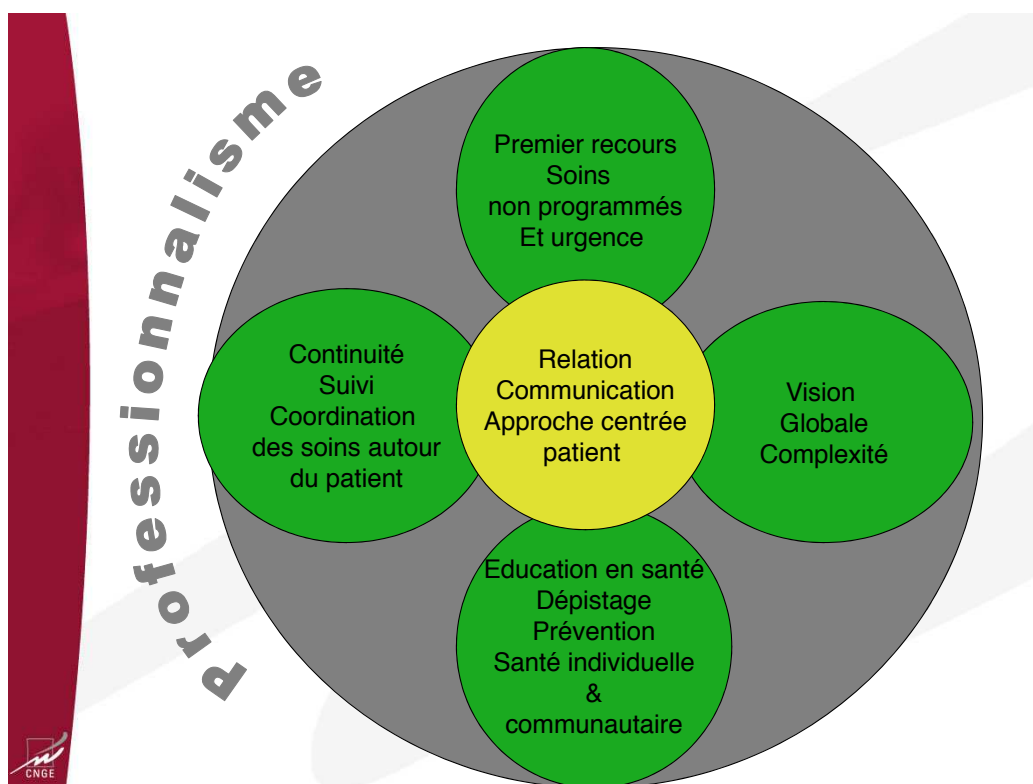 Professionnalisme
Premier recours
Soins
non programmés
Et urgence
Continuité
Suivi
Coordination
des soins autour
du patient
Relation
Communication
Approche centrée
patient
Vision
Globale
Complexité
Education en santé
Dépistage
Prévention
Santé individuelle
&
communautaire
CNGE